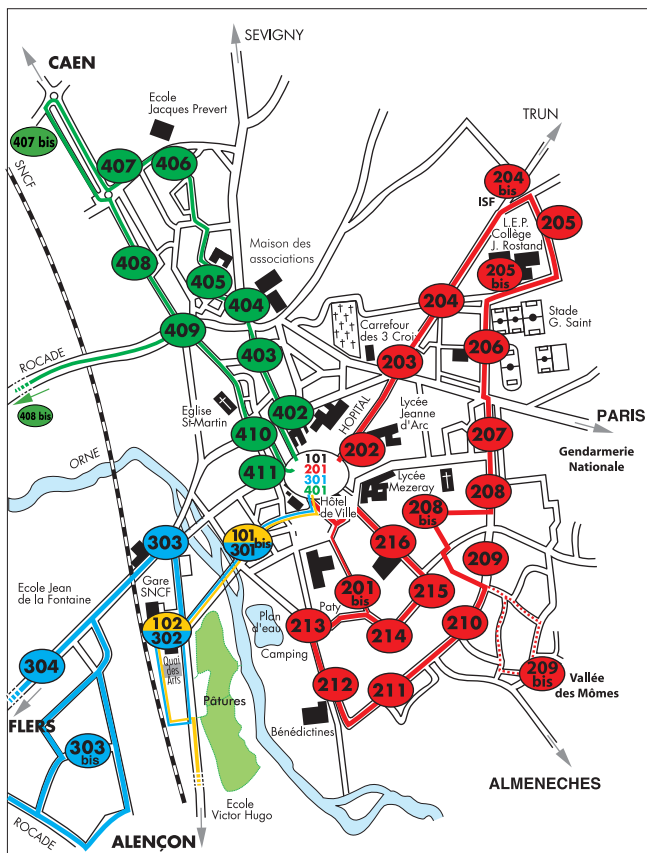 SEVIGNY
CAEN
Ecole
Jacques Prevert
TRUN
407 bis
SNCF
407
406
204
bis
ISF
205
L.E.P.
Collège
J. Rostand
408
Maison des
associations
205
bis
405
404
204
Stade
G. Saint
409
Carrefour
des 3 Croix
206
403
203
ROCADE
408 bis
Eglise
St-Martin
402
HOPITAL
Lycée
Jeanne
d'Arc
PARIS
410
202
207
Gendarmerie
Nationale
ORNE
411
101
201
301
401
Hôtel
de Ville
Lycée
Mezeray
208
208
bis
303
101
301
bis
216
209
Ecole Jean
de la Fontaine
Gare
SNCF
201
bis
215
102
302
Plan
d'eau
Paty
213
214
210
304
Quai
des
Arts
Camping
209
bis
Vallée
des Mômes
212
211
FLERS
Pâtures
303
bis
Bénédictines
ALMENECHES
Ecole
Victor Hugo
ROCADE
ALENÇON